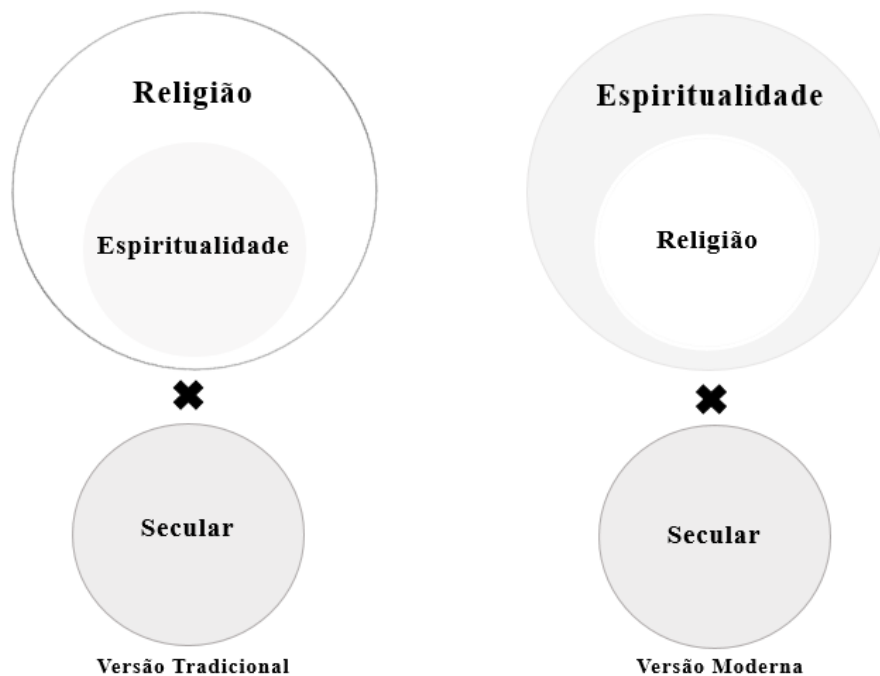 Religião
Espiritualidade
Secular
Versão Tradicional
Espiritualidade
Religião
Secular
Versão Moderna